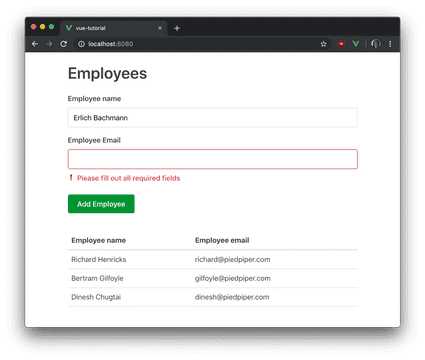 vue-tutorial
localhost:8080
Employees
Employee name
Erlich Bachmann
Employee Email
! Please fill out all required fields
Add Employee
Employee name Employee email
Richard Henricks richard@piedpiper.com
Bertram Gilfoyle gilfoyle@piedpiper.com
Dinesh Chugtai dinesh@piedpiper.com